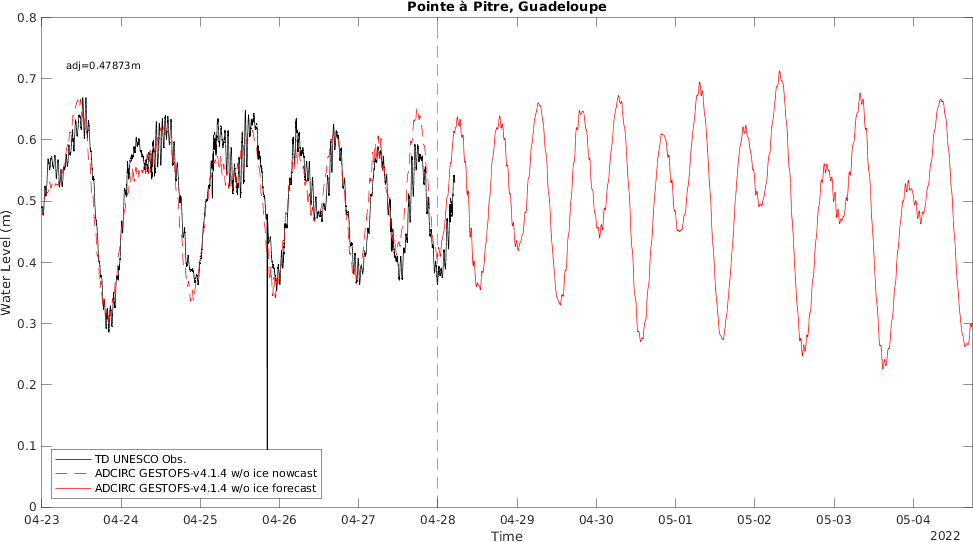 Pointe à Pitre, Guadeloupe
adj=0.47873m
Water Level (m)
0.8
0.7
0.6
0.5
0.4
0.3
0.2
0.1
0
TD UNESCO Obs.
ADCIRC GESTOFS-v4.1.4 w/o ice nowcast
ADCIRC GESTOFS-v4.1.4 w/o ice forecast
04-23 04-24 04-25 04-26 04-27 04-28 04-29 04-30 05-01 05-02 05-03 05-04
Time
2022